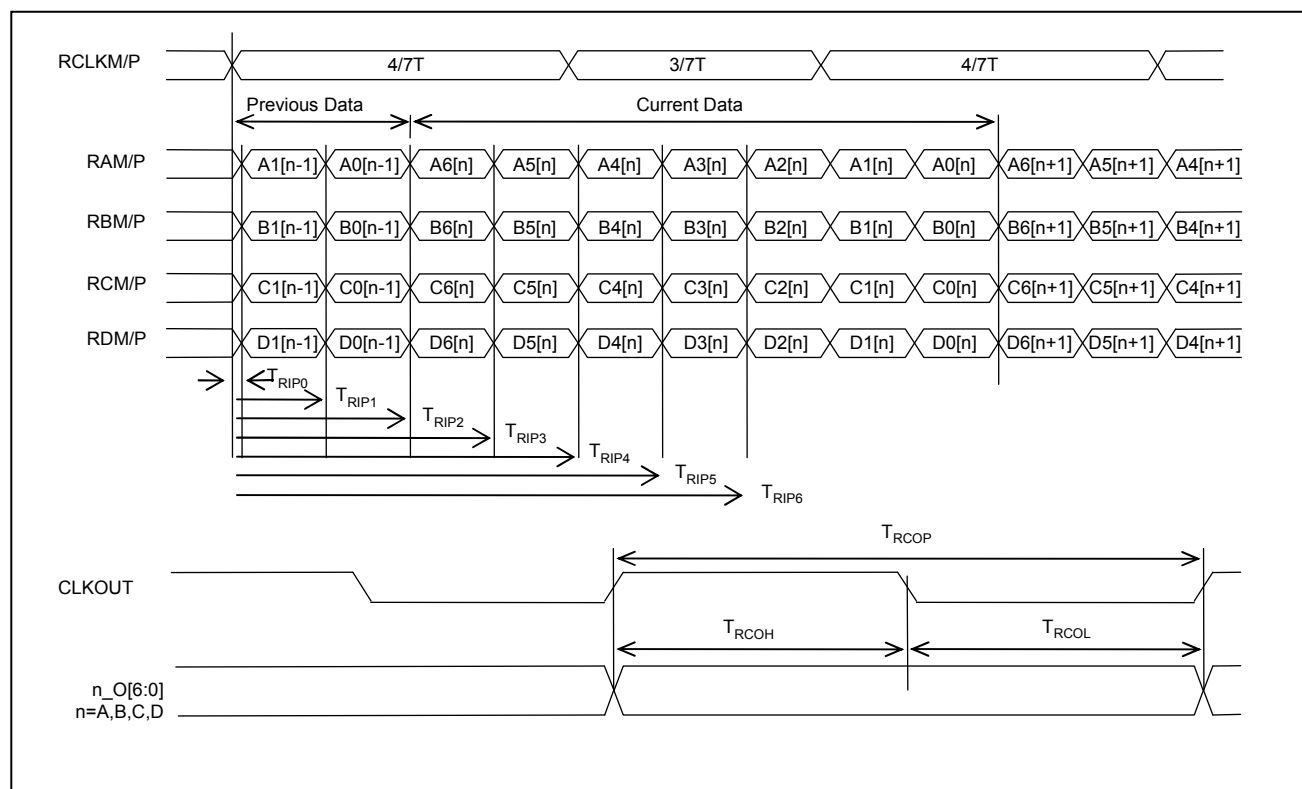 RCLKM/P 4/7T 3/7T 4/7T
Previous Data Current Data
RAM/P A1[n-1] A0[n-1] A6[n] A5[n] A4[n] A3[n] A2[n] A1[n] A0[n] A6[n+1] A5[n+1] A4[n+1]
RBM/P B1[n-1] B0[n-1] B6[n] B5[n] B4[n] B3[n] B2[n] B1[n] B0[n] B6[n+1] B5[n+1] B4[n+1]
RCM/P C1[n-1] C0[n-1] C6[n] C5[n] C4[n] C3[n] C2[n] C1[n] C0[n] C6[n+1] C5[n+1] C4[n+1]
RDM/P D1[n-1] D0[n-1] D6[n] D5[n] D4[n] D3[n] D2[n] D1[n] D0[n] D6[n+1] D5[n+1] D4[n+1]
TRIP0
TRIP1
TRIP2
TRIP3
TRIP4
TRIP5
TRIP6
TRCOP
CLKOUT
TRCOH TRCOL
n_O[6:0]
n=A,B,C,D